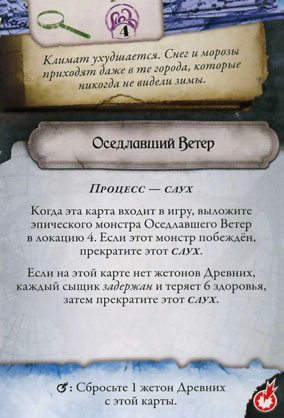 4
Климат ухудшается. Снег и морозы
приходят даже в те города, которые
никогда не видели зимы.
Оседлавший Ветер
Процесс — слух
Когда эта карта входит в игру, выложите
эпического монстра Оседлавшего Ветер
в локацию 4. Если этот монстр побеждён,
прекратите этот слух.
Если на этой карте нет жетонов Древних,
каждый сыщик задержан и теряет 6 здоровья,
затем прекратите этот слух.
: Сбросьте 1 жетон Древних
с этой карты.